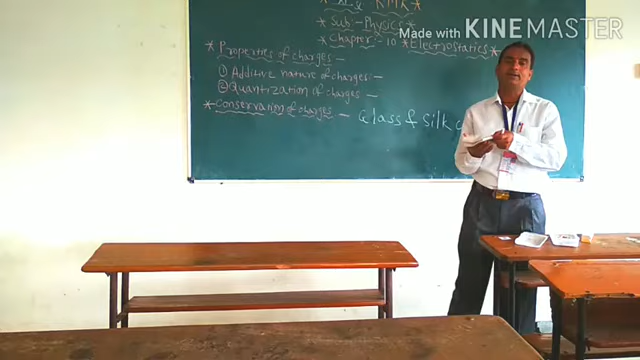 KMK *
Made with KINEMASTER
* Sub:- Physics *
* Chapter:- 10 * Electrostatics *
* Properties of charges -
① Additive nature of charges:-
② Quantization of charges -
* Conservation of charges - Glass & Silk